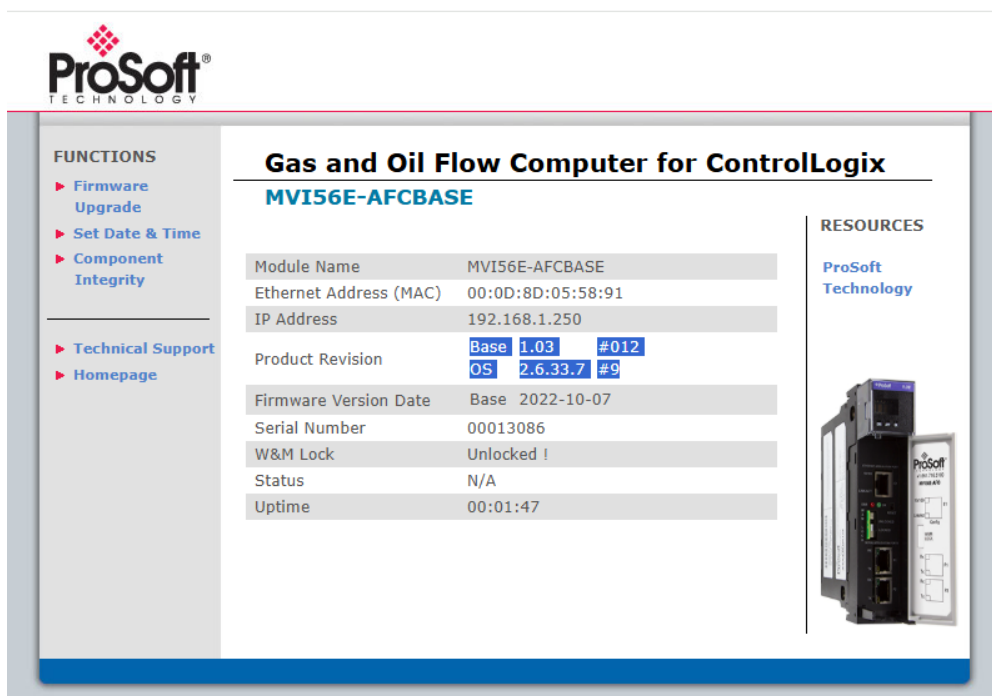 ProSoft®
TECHNOLOGY
FUNCTIONS
Firmware
Upgrade
Set Date & Time
Component
Integrity
Technical Support
Homepage
Gas and Oil Flow Computer for ControlLogix
MVI56E-AFCBASE
Module Name MVI56E-AFCBASE
Ethernet Address (MAC) 00:0D:8D:05:58:91
IP Address 192.168.1.250
Product Revision
Base 1.03 #012
OS 2.6.33.7 #9
Firmware Version Date Base 2022-10-07
Serial Number 00013086
W&M Lock Unlocked !
Status N/A
Uptime 00:01:47
RESOURCES
ProSoft
Technology
ProSoft